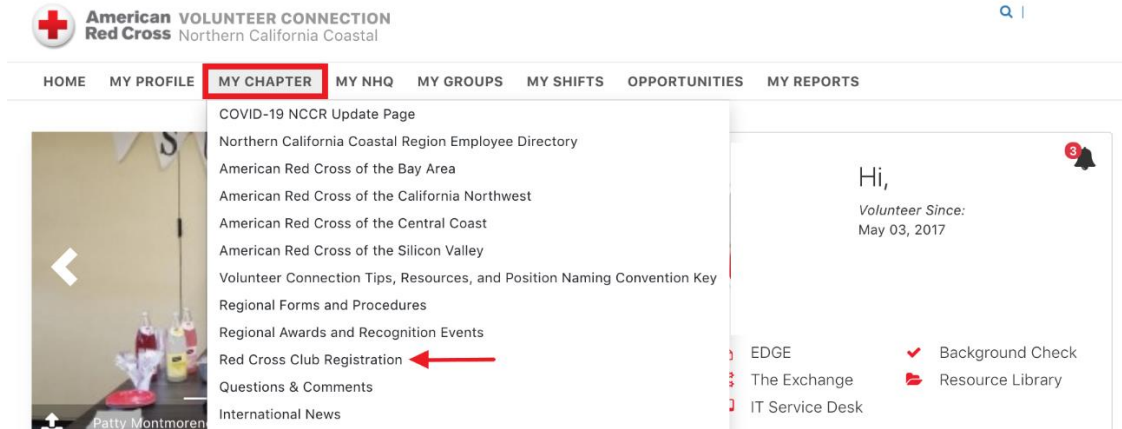 American VOLUNTEER CONNECTION
Red Cross Northern California Coastal
HOME MY PROFILE MY CHAPTER MY NHQ MY GROUPS MY SHIFTS OPPORTUNITIES MY REPORTS
COVID-19 NCCR Update Page
Northern California Coastal Region Employee Directory
American Red Cross of the Bay Area
American Red Cross of the California Northwest
American Red Cross of the Central Coast
American Red Cross of the Silicon Valley
Volunteer Connection Tips, Resources, and Position Naming Convention Key
Regional Forms and Procedures
Regional Awards and Recognition Events
Red Cross Club Registration
Questions & Comments
International News
S
Patty Montmoren
3
Hi,
Volunteer Since:
May 03, 2017
EDGE Background Check
The Exchange Resource Library
IT Service Desk